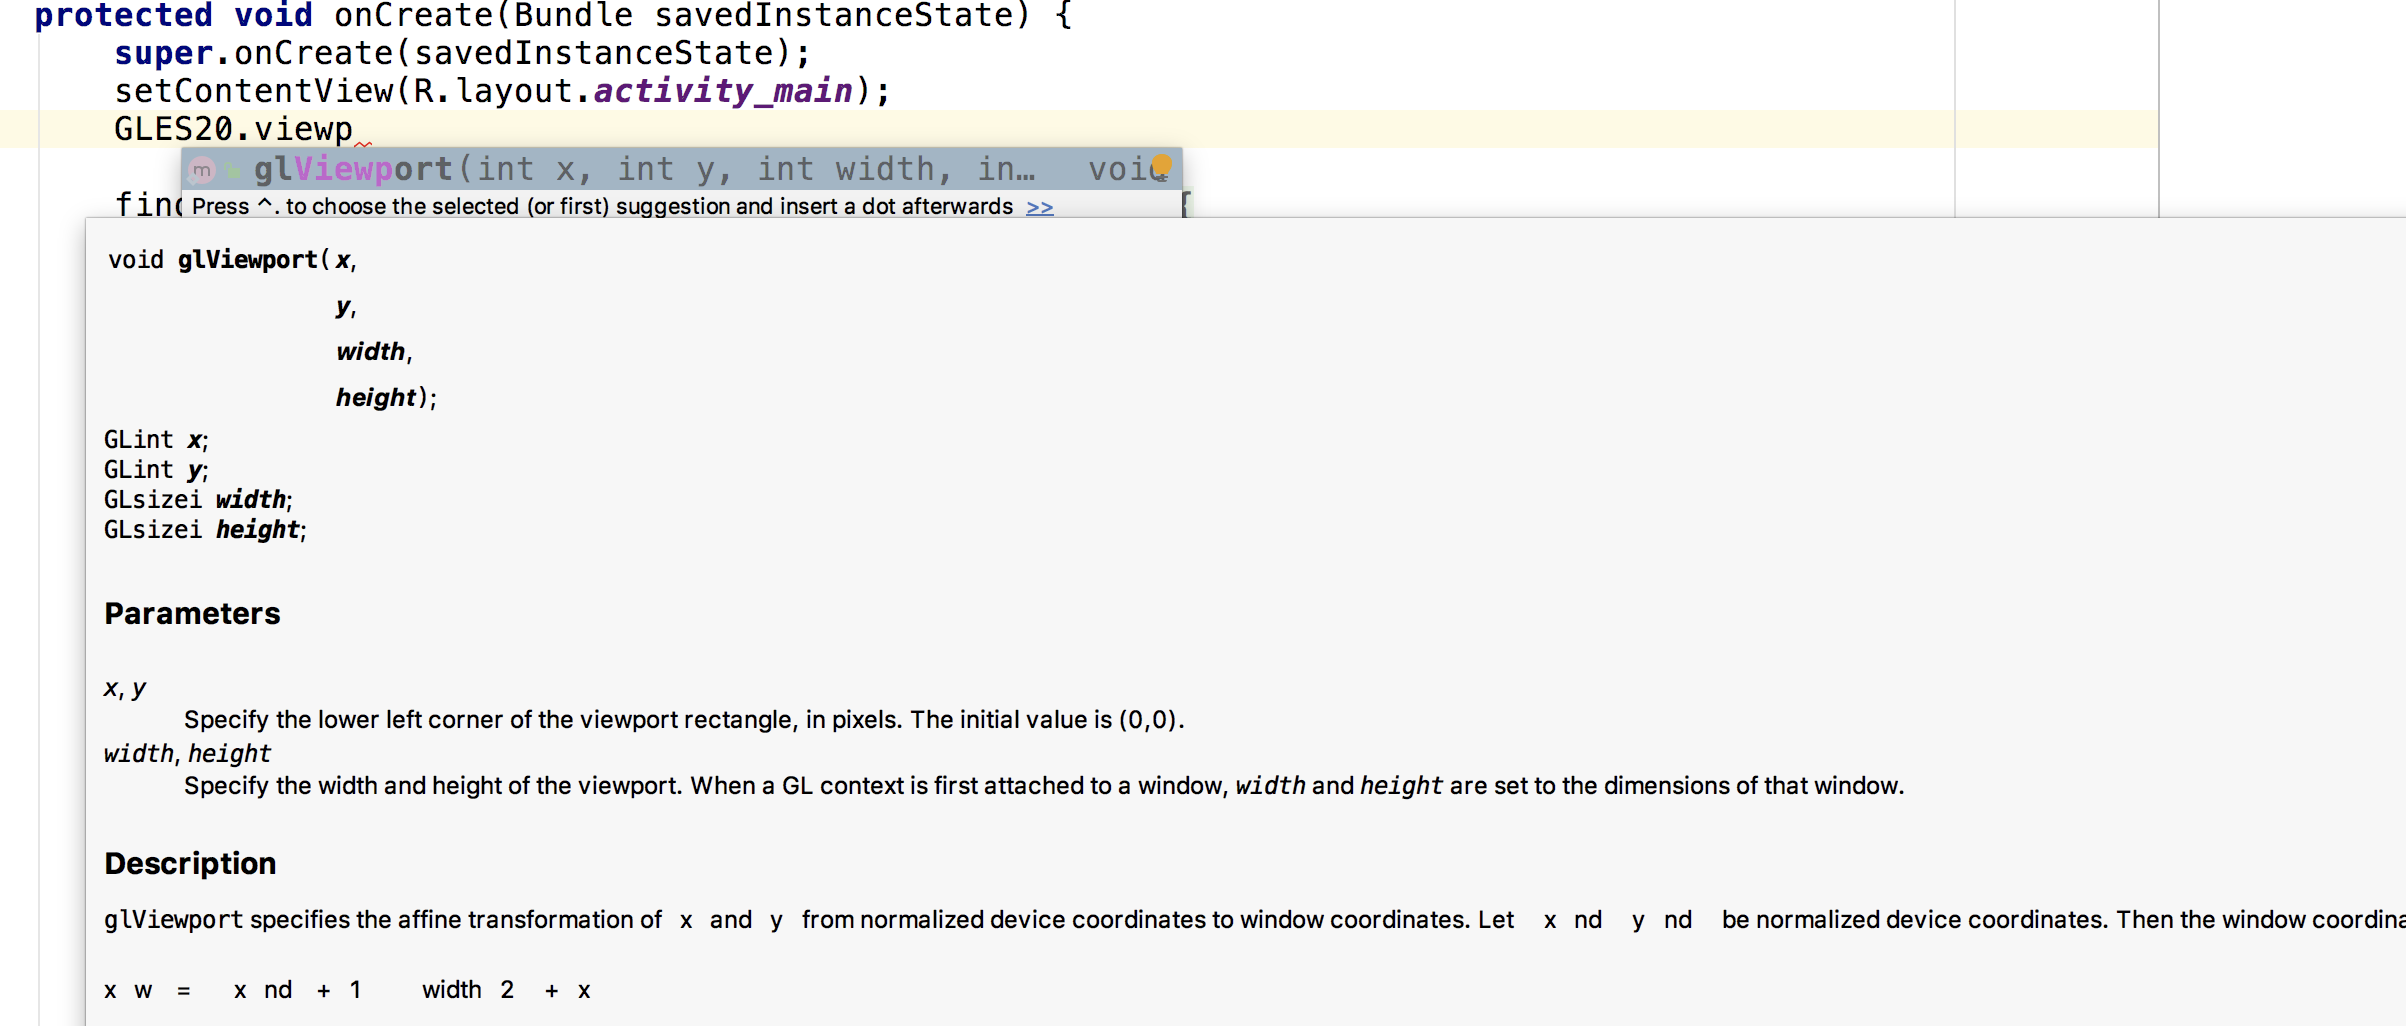 protected void onCreate(Bundle savedInstanceState) {
super.onCreate(savedInstanceState);
setContentView(R.layout.activity_main);
GLES20.viewp
m glViewport(int x, int y, int width, in… void
find
Press ^. to choose the selected (or first) suggestion and insert a dot afterwards >>
void glViewport( x,
y,
width,
height);
GLint x;
GLint y;
GLsizei width;
GLsizei height;
Parameters
x, y
Specify the lower left corner of the viewport rectangle, in pixels. The initial value is (0,0).
width, height
Specify the width and height of the viewport. When a GL context is first attached to a window, width and height are set to the dimensions of that window.
Description
glViewport specifies the affine transformation of x and y from normalized device coordinates to window coordinates. Let x nd y nd be normalized device coordinates. Then the window coordina
x w = x nd + 1 width 2 + x